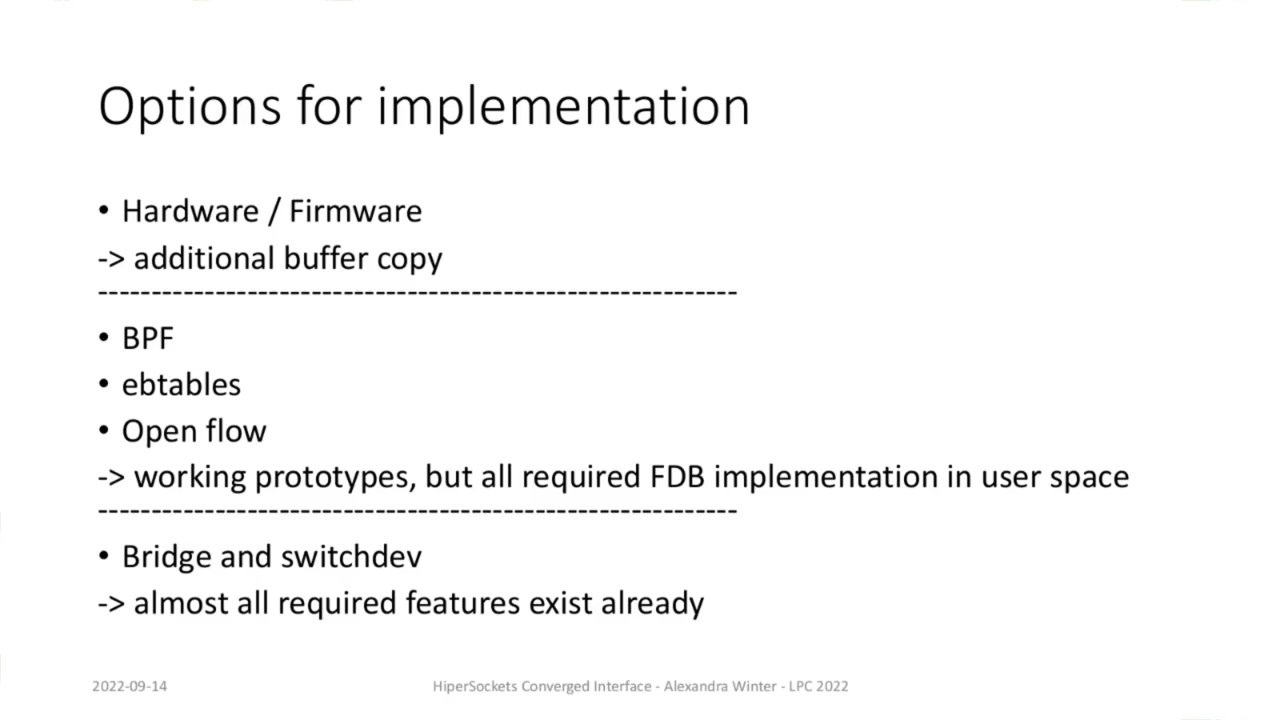 Options for implementation
• Hardware / Firmware
-> additional buffer copy
------------------------------------------------------------
• BPF
• ebtables
• Open flow
-> working prototypes, but all required FDB implementation in user space
------------------------------------------------------------
• Bridge and switchdev
-> almost all required features exist already
2022-09-14
HiperSockets Converged Interface - Alexandra Winter - LPC 2022